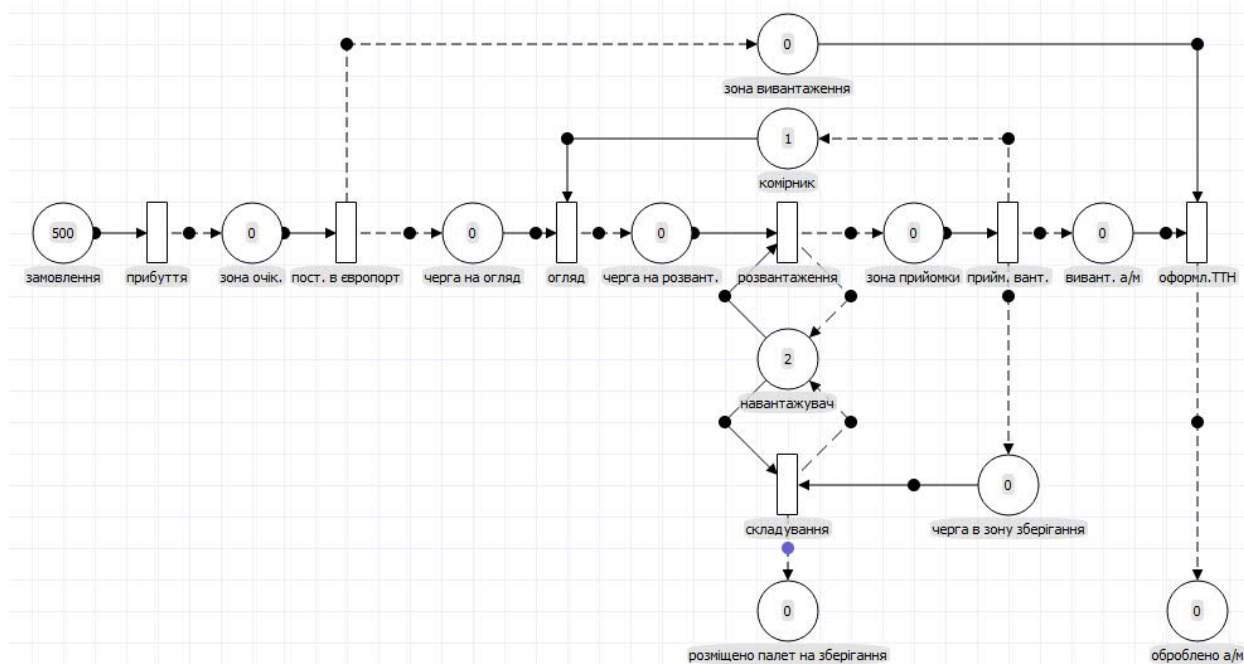 0
зона вивантаження
1
комірник
500
0
0
0
0
0
замовлення
прибуття
зона очік.
пост. в європорт
черга на огляд
огляд
черга на розвант.
розвантаження
зона прийомки
прийм. вант.
вивант. а/м
оформл.ТТН
2
навантажувач
0
складування
черга в зону зберігання
0
0
розміщено палет на зберігання
оброблено а/м